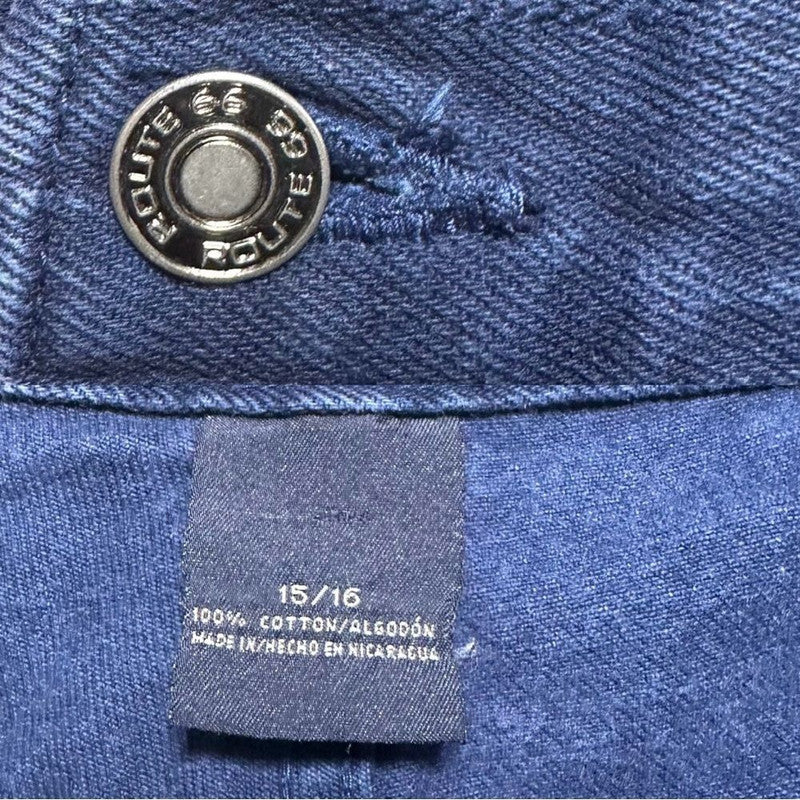 ROUTE 66 ROUTE 66
15/16
100% COTTON/ALGODÓN
MADE IN/HECHO EN NICARAGUA